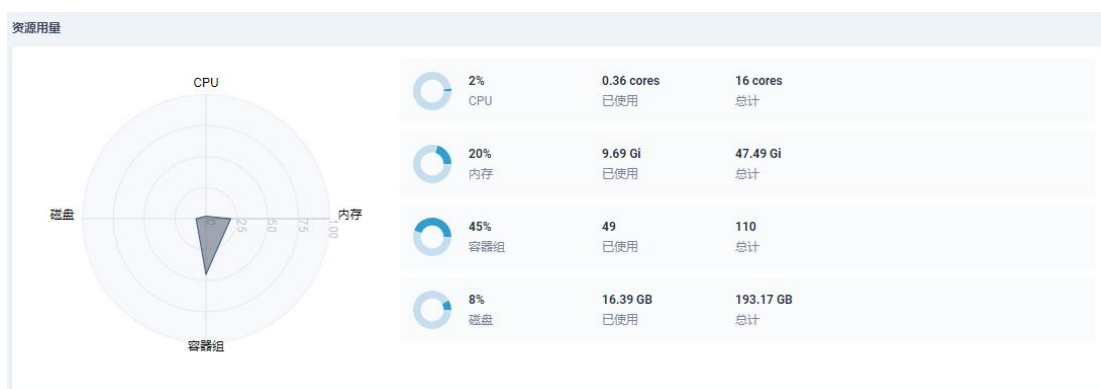 资源用量
CPU
磁盘
内存
容器组
0
25
50
75
100
2%
CPU
0.36 cores
已使用
16 cores
总计
20%
内存
9.69 Gi
已使用
47.49 Gi
总计
45%
容器组
49
已使用
110
总计
8%
磁盘
16.39 GB
已使用
193.17 GB
总计